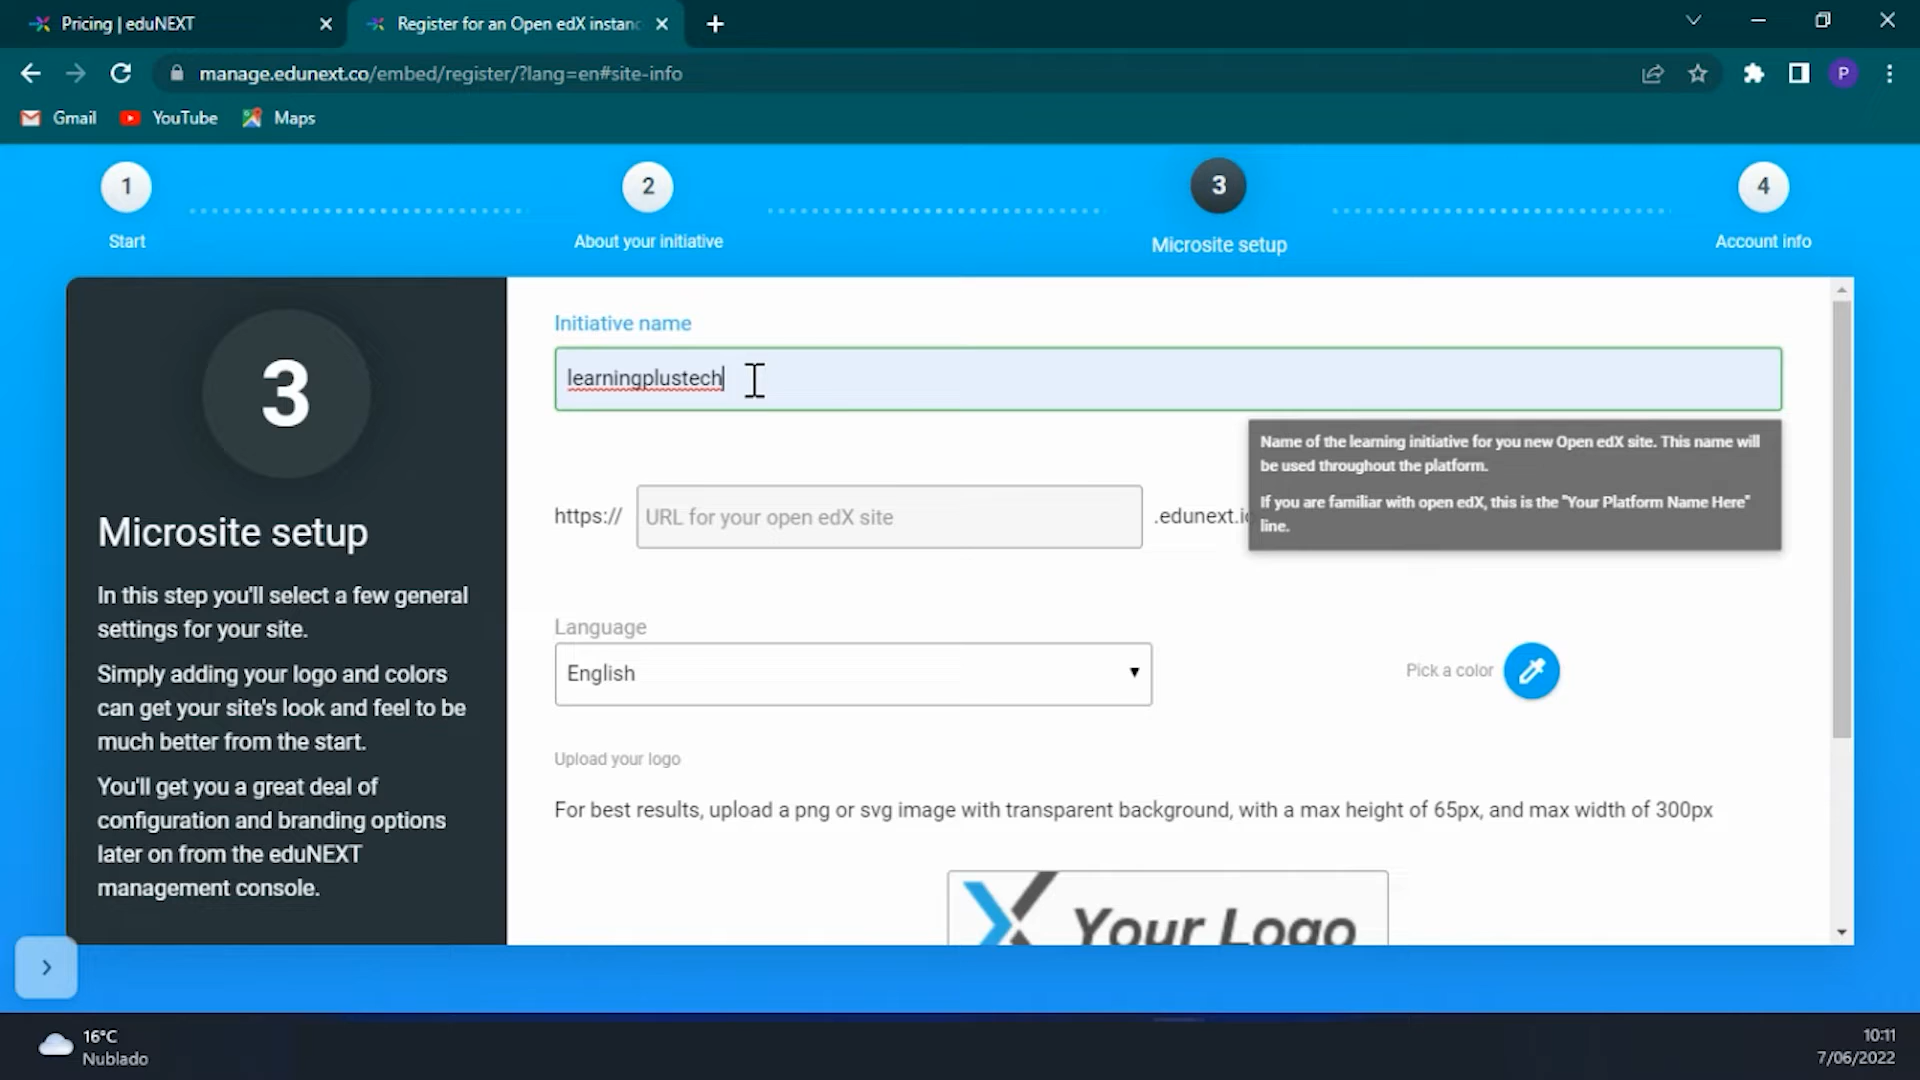 Pricing | eduNEXT
Register for an Open edX instanc
manage.edunext.co/embed/register/?lang=en#site-info
P
Gmail
YouTube
Maps
1
2
3
4
Start
About your initiative
Microsite setup
Account info
3
Microsite setup
In this step you'll select a few general
settings for your site.
Simply adding your logo and colors
can get your site's look and feel to be
much better from the start.
You'll get you a great deal of
configuration and branding options
later on from the eduNEXT
management console.
Initiative name
learningplustech
Name of the learning initiative for you new Open edX site. This name will
be used throughout the platform.
If you are familiar with open edX, this is the "Your Platform Name Here"
line.
https://
URL for your open edX site
.edunext.io
Language
English
Pick a color
Upload your logo
For best results, upload a png or svg image with transparent background, with a max height of 65px, and max width of 300px
Your Logo
16°C
Nublado
10:11
7/06/2022